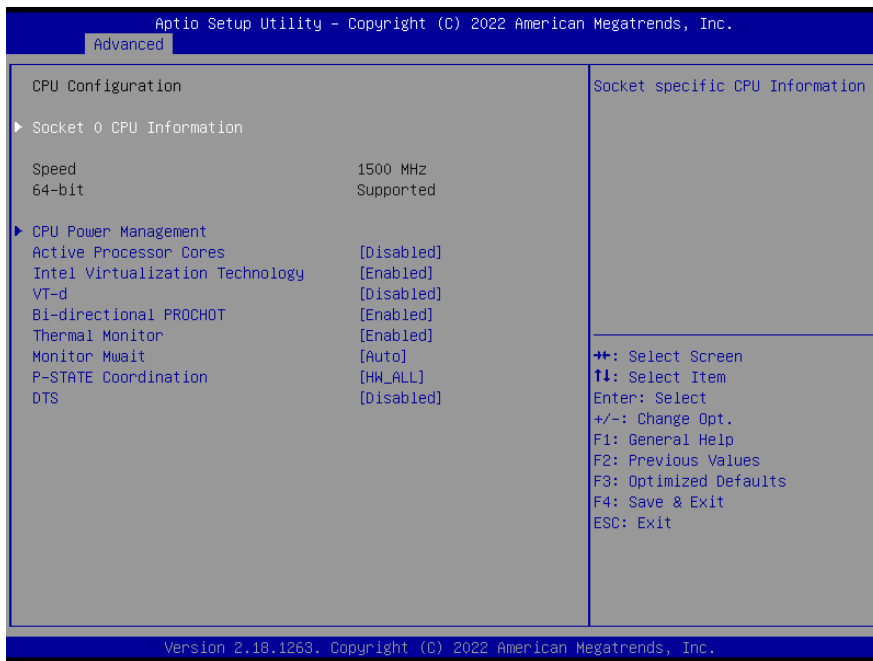 Aptio Setup Utility – Copyright (C) 2022 American Megatrends, Inc.
Advanced
CPU Configuration
Socket 0 CPU Information
Speed 1500 MHz
64-bit Supported
CPU Power Management
Active Processor Cores [Disabled]
Intel Virtualization Technology [Enabled]
VT-d [Disabled]
Bi-directional PROCHOT [Enabled]
Thermal Monitor [Enabled]
Monitor Mwait [Auto]
P-STATE Coordination [HW_ALL]
DTS [Disabled]
Socket specific CPU Information
→←: Select Screen
↑↓: Select Item
Enter: Select
+/-: Change Opt.
F1: General Help
F2: Previous Values
F3: Optimized Defaults
F4: Save & Exit
ESC: Exit
Version 2.18.1263. Copyright (C) 2022 American Megatrends, Inc.